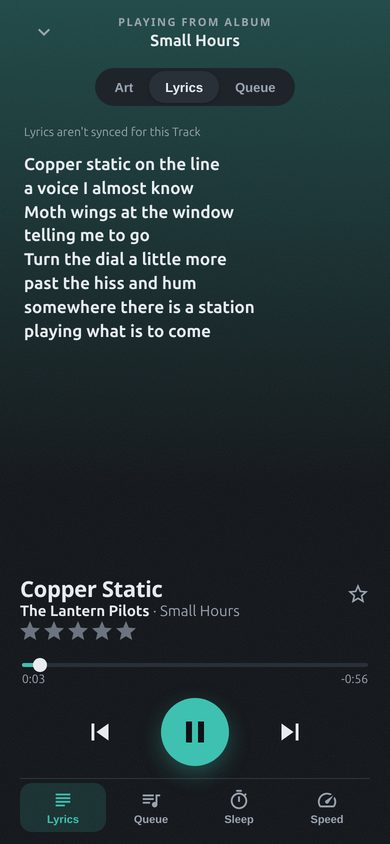 PLAYING FROM ALBUM
Small Hours
Art Lyrics Queue
Lyrics aren't synced for this Track
Copper static on the line
a voice I almost know
Moth wings at the window
telling me to go
Turn the dial a little more
past the hiss and hum
somewhere there is a station
playing what is to come
Copper Static
The Lantern Pilots · Small Hours
0:03 -0:56
Lyrics Queue Sleep Speed